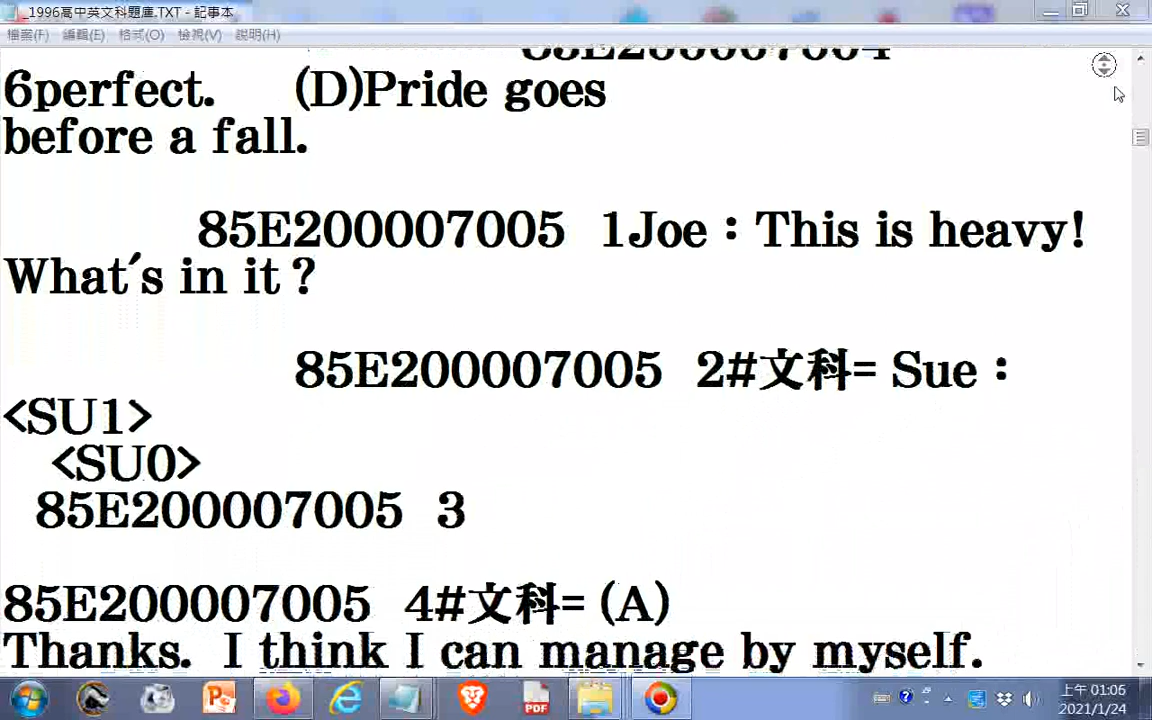 _1996高中英文科題庫.TXT - 記事本
檔案(F) 編輯(E) 格式(O) 檢視(V) 說明(H)
85E200007004
6perfect. (D)Pride goes
before a fall.
85E200007005 1Joe：This is heavy!
What's in it？
85E200007005 2#文科= Sue：
<SU1>
<SU0>
85E200007005 3
85E200007005 4#文科= (A)
Thanks. I think I can manage by myself.
PDF
上午 01:06
2021/1/24